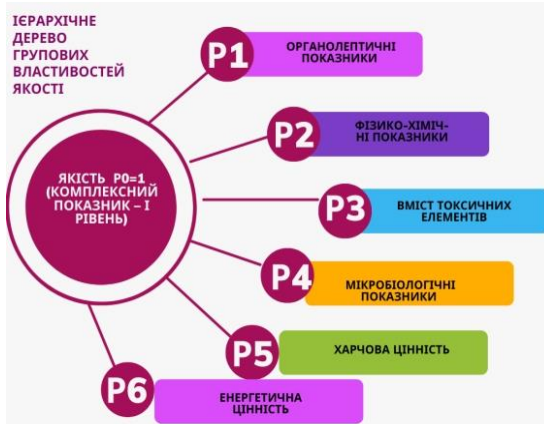 ІЄРАРХІЧНЕ
ДЕРЕВО
ГРУПОВИХ
ВЛАСТИВОСТЕЙ
ЯКОСТІ
ЯКІСТЬ P0=1
(КОМПЛЕКСНИЙ
ПОКАЗНИК – І
РІВЕНЬ)
P1
ОРГАНОЛЕПТИЧНІ
ПОКАЗНИКИ
P2
ФІЗИКО-ХІМІЧ-
НІ ПОКАЗНИКИ
P3
ВМІСТ ТОКСИЧНИХ
ЕЛЕМЕНТІВ
P4
МІКРОБІОЛОГІЧНІ
ПОКАЗНИКИ
P5
ХАРЧОВА ЦІННІСТЬ
P6
ЕНЕРГЕТИЧНА
ЦІННІСТЬ